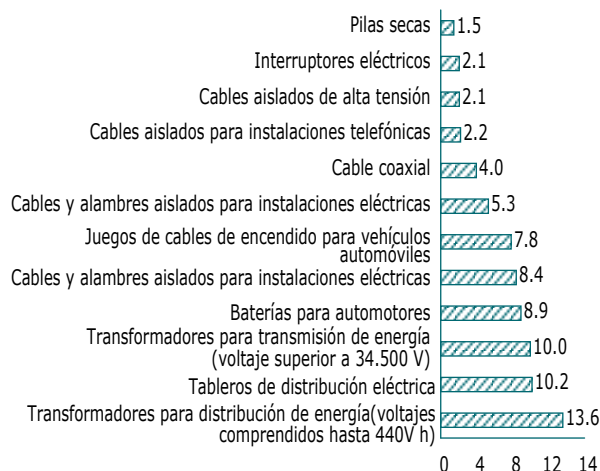 Pilas secas 1.5
Interruptores eléctricos 2.1
Cables aislados de alta tensión 2.1
Cables aislados para instalaciones telefónicas 2.2
Cable coaxial 4.0
Cables y alambres aislados para instalaciones eléctricas 5.3
Juegos de cables de encendido para vehículos
automóviles 7.8
Cables y alambres aislados para instalaciones eléctricas 8.4
Baterías para automotores 8.9
Transformadores para transmisión de energía
(voltaje superior a 34.500 V) 10.0
Tableros de distribución eléctrica 10.2
Transformadores para distribución de energía(voltajes
comprendidos hasta 440V h) 13.6
0 4 8 12 14